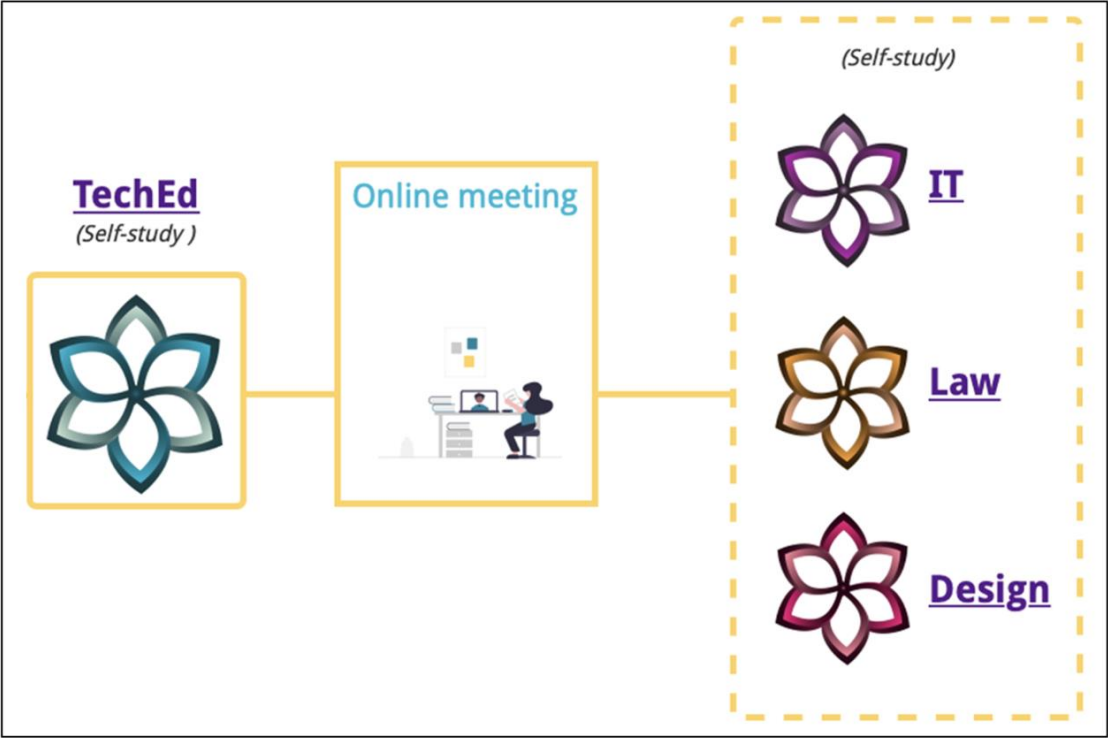 TechEd
(Self-study )
Online meeting
(Self-study)
IT
Law
Design